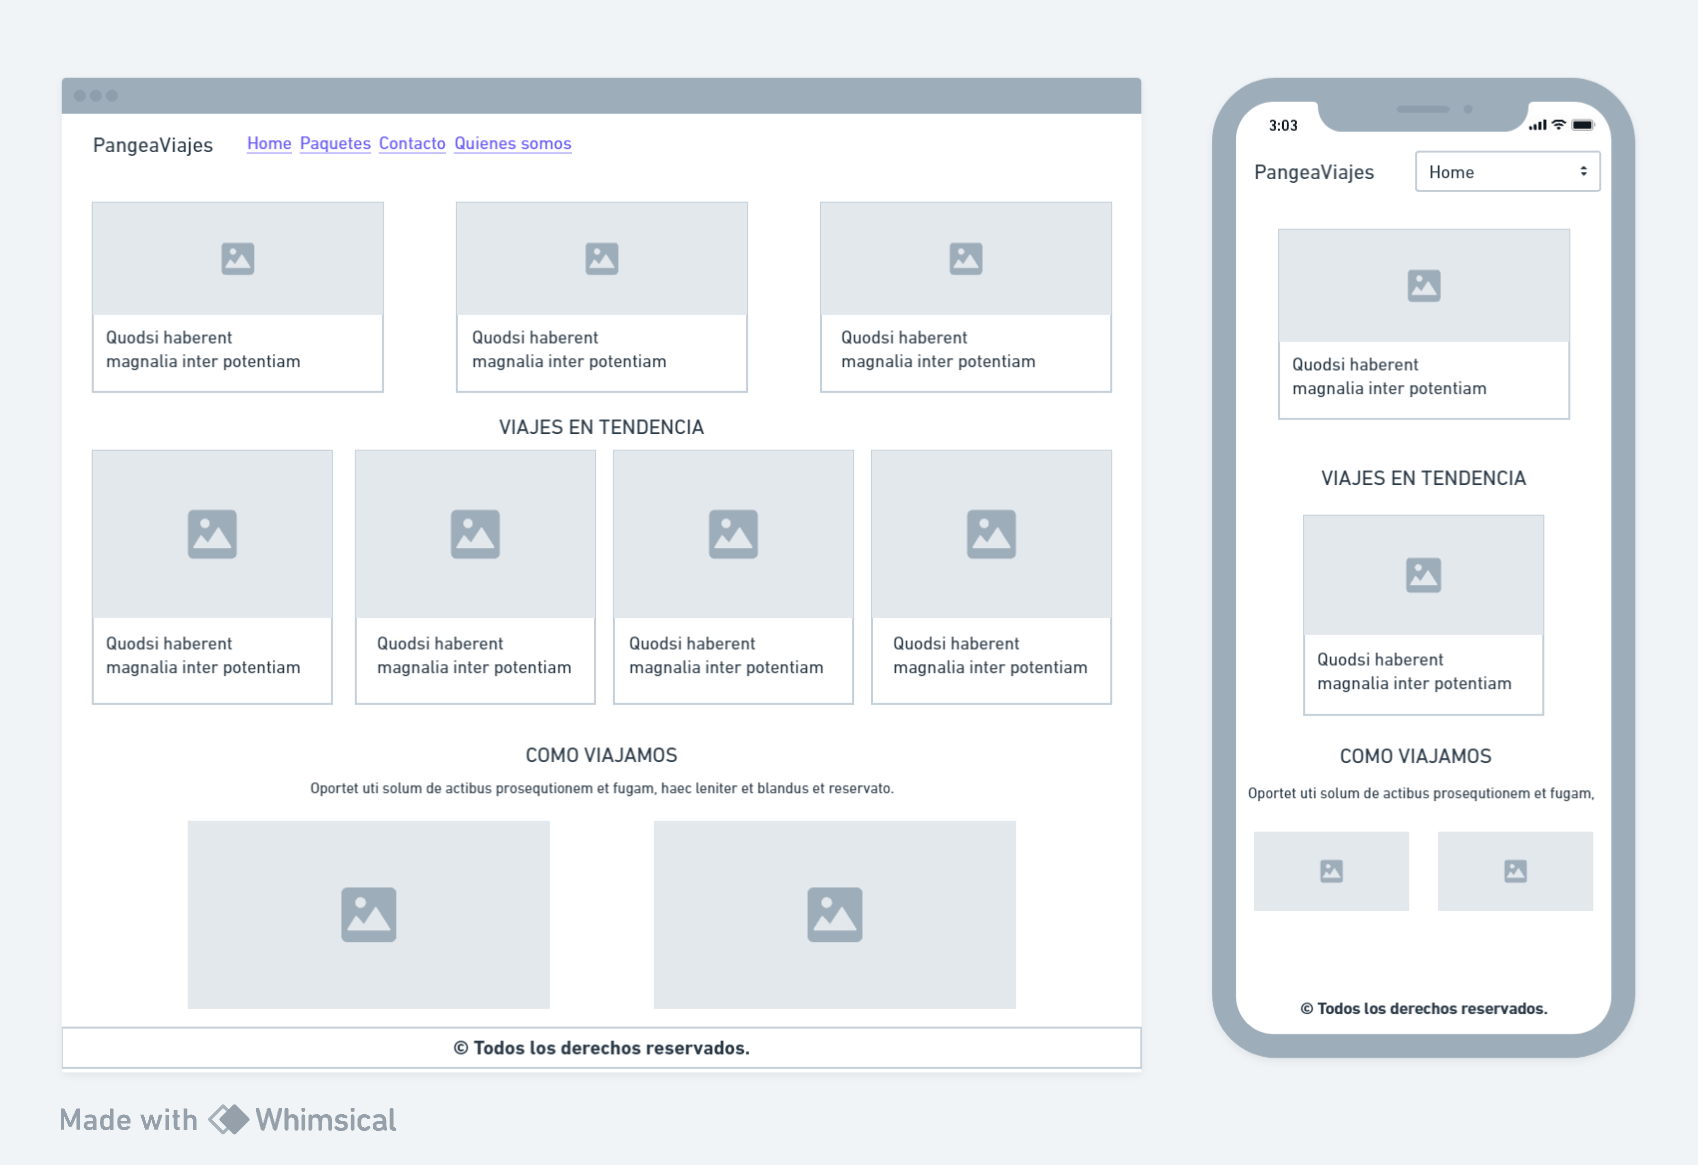 PangeaViajes
Home Paquetes Contacto Quienes somos
Quodsi haberent
magnalia inter potentiam
Quodsi haberent
magnalia inter potentiam
Quodsi haberent
magnalia inter potentiam
VIAJES EN TENDENCIA
Quodsi haberent
magnalia inter potentiam
Quodsi haberent
magnalia inter potentiam
Quodsi haberent
magnalia inter potentiam
Quodsi haberent
magnalia inter potentiam
COMO VIAJAMOS
Oportet uti solum de actibus prosequtionem et fugam, haec leniter et blandus et reservato.
© Todos los derechos reservados.
3:03
PangeaViajes
Home
Quodsi haberent
magnalia inter potentiam
VIAJES EN TENDENCIA
Quodsi haberent
magnalia inter potentiam
COMO VIAJAMOS
Oportet uti solum de actibus prosequtionem et fugam,
© Todos los derechos reservados.
Made with Whimsical